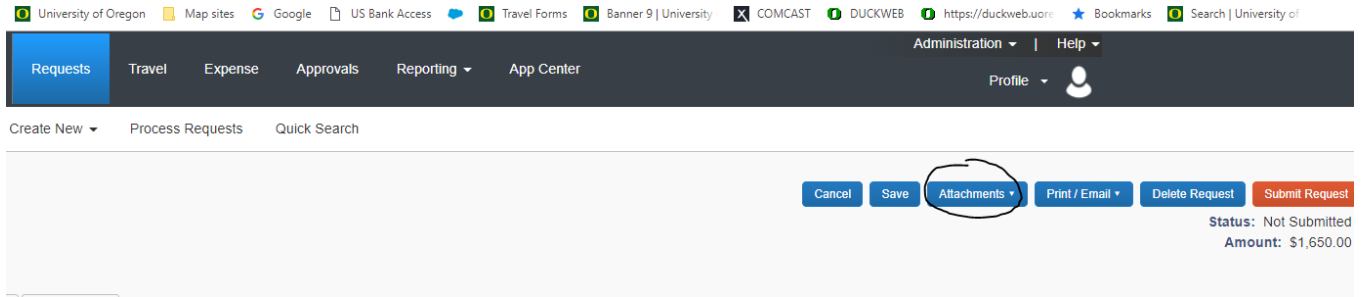 University of Oregon Map sites Google US Bank Access Travel Forms Banner 9 | University COMCAST DUCKWEB https://duckweb.uore Bookmarks Search | University of
Administration | Help
Requests Travel Expense Approvals Reporting App Center
Profile
Create New Process Requests Quick Search
Cancel Save Attachments Print / Email Delete Request Submit Request
Status: Not Submitted
Amount: $1,650.00